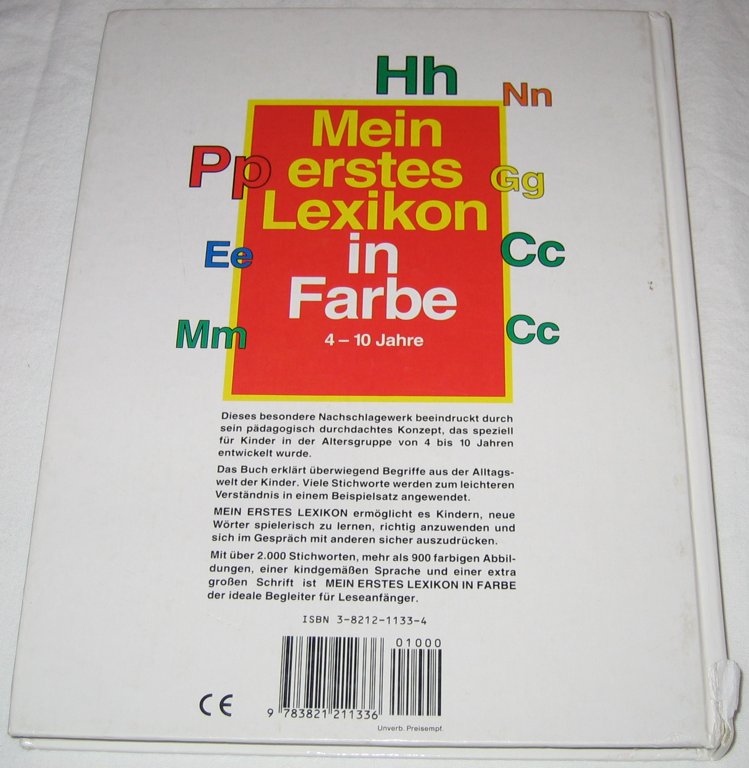 Hh
Nn
Mein
Pp
erstes
Gg
Lexikon
Ee
in
Cc
Farbe
Mm
4 – 10 Jahre
Cc
Dieses besondere Nachschlagewerk beeindruckt durch
sein pädagogisch durchdachtes Konzept, das speziell
für Kinder in der Altersgruppe von 4 bis 10 Jahren
entwickelt wurde.
Das Buch erklärt überwiegend Begriffe aus der Alltags-
welt der Kinder. Viele Stichworte werden zum leichteren
Verständnis in einem Beispielsatz angewendet.
MEIN ERSTES LEXIKON ermöglicht es Kindern, neue
Wörter spielerisch zu lernen, richtig anzuwenden und
sich im Gespräch mit anderen sicher auszudrücken.
Mit über 2.000 Stichworten, mehr als 900 farbigen Abbil-
dungen, einer kindgemäßen Sprache und einer extra
großen Schrift ist MEIN ERSTES LEXIKON IN FARBE
der ideale Begleiter für Leseanfänger.
ISBN 3-8212-1133-4
01000
CE
9 783821 211336
Unverb. Preisempf.